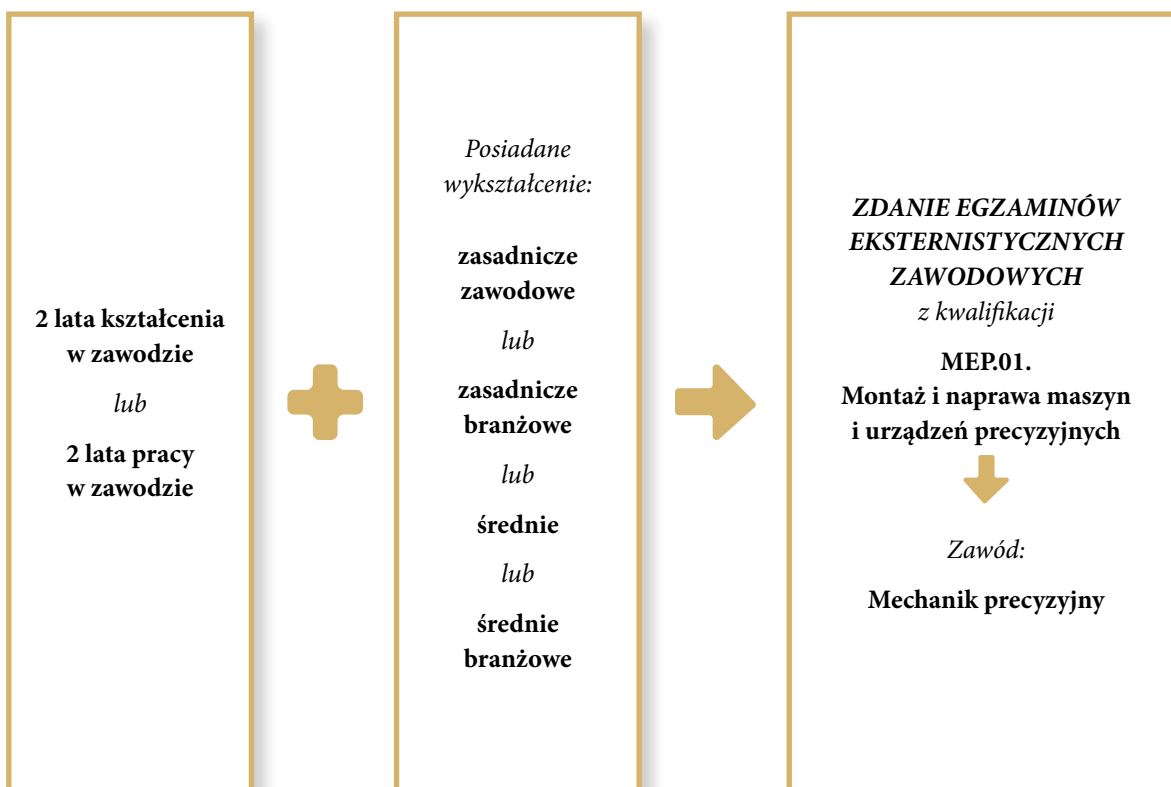 2 lata kształcenia
w zawodzie
lub
2 lata pracy
w zawodzie
Posiadane
wykształcenie:
zasadnicze
zawodowe
lub
zasadnicze
branżowe
lub
średnie
lub
średnie
branżowe
ZDANIE EGZAMINÓW
EKSTERNISTYCZNYCH
ZAWODOWYCH
z kwalifikacji
MEP.01.
Montaż i naprawa maszyn
i urządzeń precyzyjnych
Zawód:
Mechanik precyzyjny